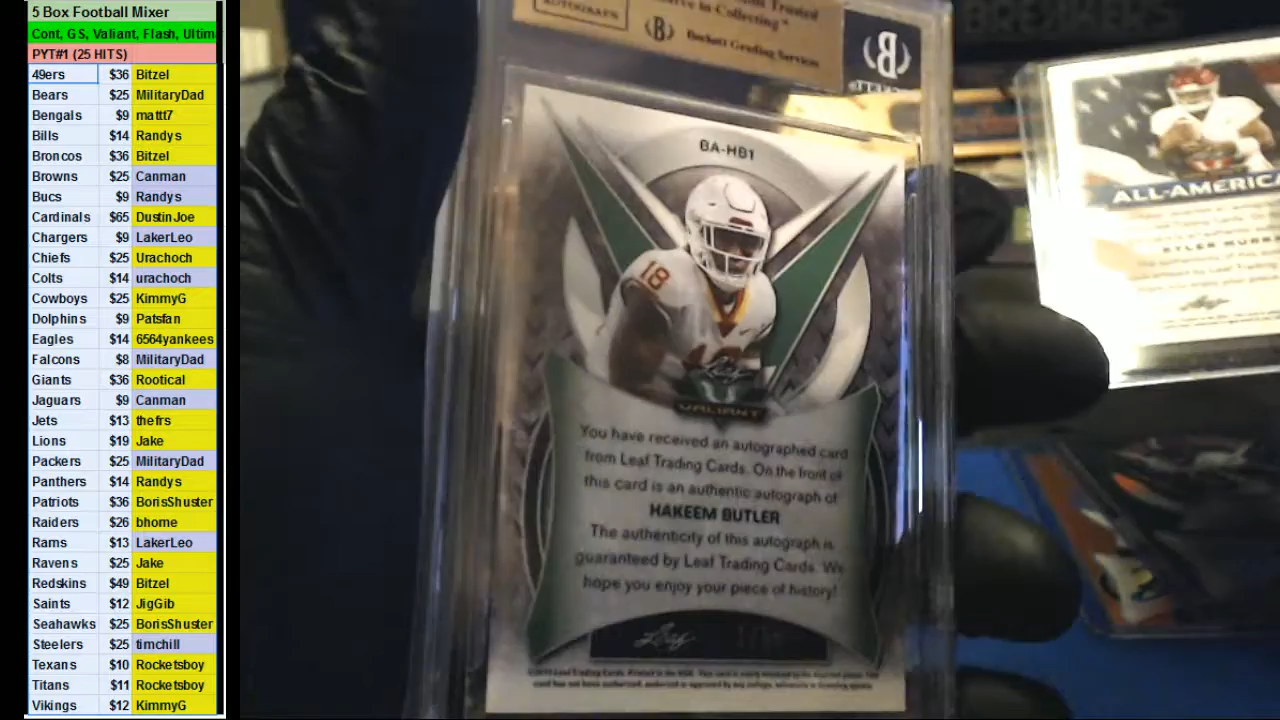 5 Box Football Mixer
Cont, GS, Valiant, Flash, Ultim
PYT#1 (25 HITS)
49ers $36 Bitzel
Bears $25 MilitaryDad
Bengals $9 mattt7
Bills $14 Randys
Broncos $36 Bitzel
Browns $25 Canman
Bucs $9 Randys
Cardinals $65 DustinJoe
Chargers $9 LakerLeo
Chiefs $25 Urachoch
Colts $14 urachoch
Cowboys $25 KimmyG
Dolphins $9 Patsfan
Eagles $14 6564yankees
Falcons $8 MilitaryDad
Giants $36 Rootical
Jaguars $9 Canman
Jets $13 thefrs
Lions $19 Jake
Packers $25 MilitaryDad
Panthers $14 Randys
Patriots $36 BorisShuster
Raiders $26 bhome
Rams $13 LakerLeo
Ravens $25 Jake
Redskins $49 Bitzel
Saints $12 JigGib
Seahawks $25 BorisShuster
Steelers $25 timchill
Texans $10 Rocketsboy
Titans $11 Rocketsboy
Vikings $12 KimmyG
AUTOGRAPH
Trusted
in Collecting"
B Beckett Grading Services
B
BA-HB1
18
Leaf
VALIANT
You have received an autographed card
from Leaf Trading Cards. On the front of
this card is an authentic autograph of
HAKEEM BUTLER
The authenticity of this autograph is
guaranteed by Leaf Trading Cards. We
hope you enjoy your piece of history!
Leaf
ALL-AMERICA
Leaf